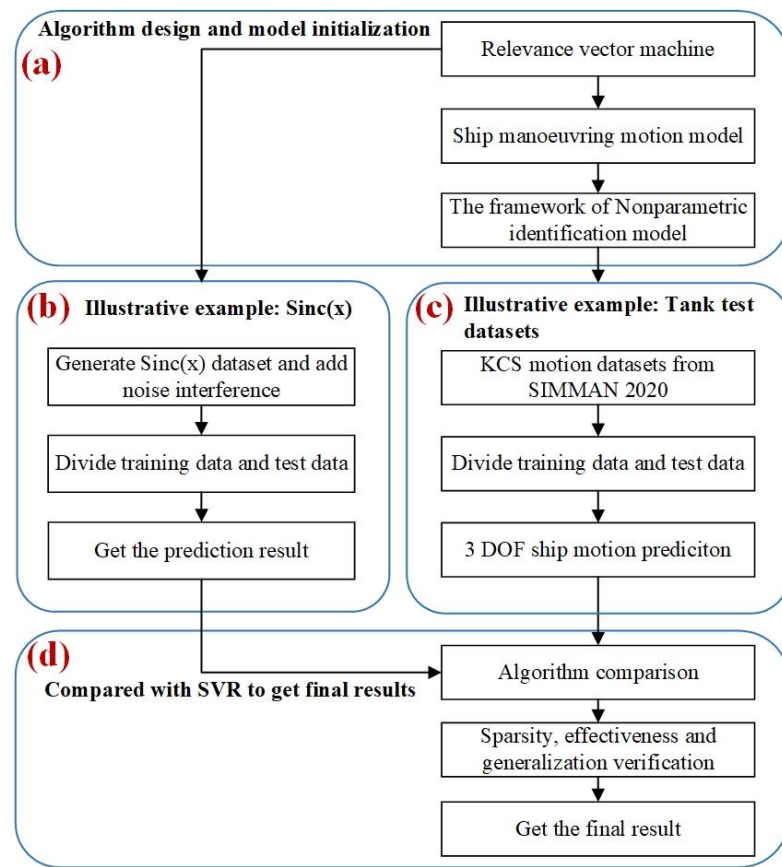 Algorithm design and model initialization
(a)
Relevance vector machine
Ship manoeuvring motion model
The framework of Nonparametric
identification model
(b)
Illustrative example: Sinc(x)
Generate Sinc(x) dataset and add
noise interference
Divide training data and test data
Get the prediction result
(c)
Illustrative example: Tank test
datasets
KCS motion datasets from
SIMMAN 2020
Divide training data and test data
3 DOF ship motion prediciton
(d)
Compared with SVR to get final results
Algorithm comparison
Sparsity, effectiveness and
generalization verification
Get the final result